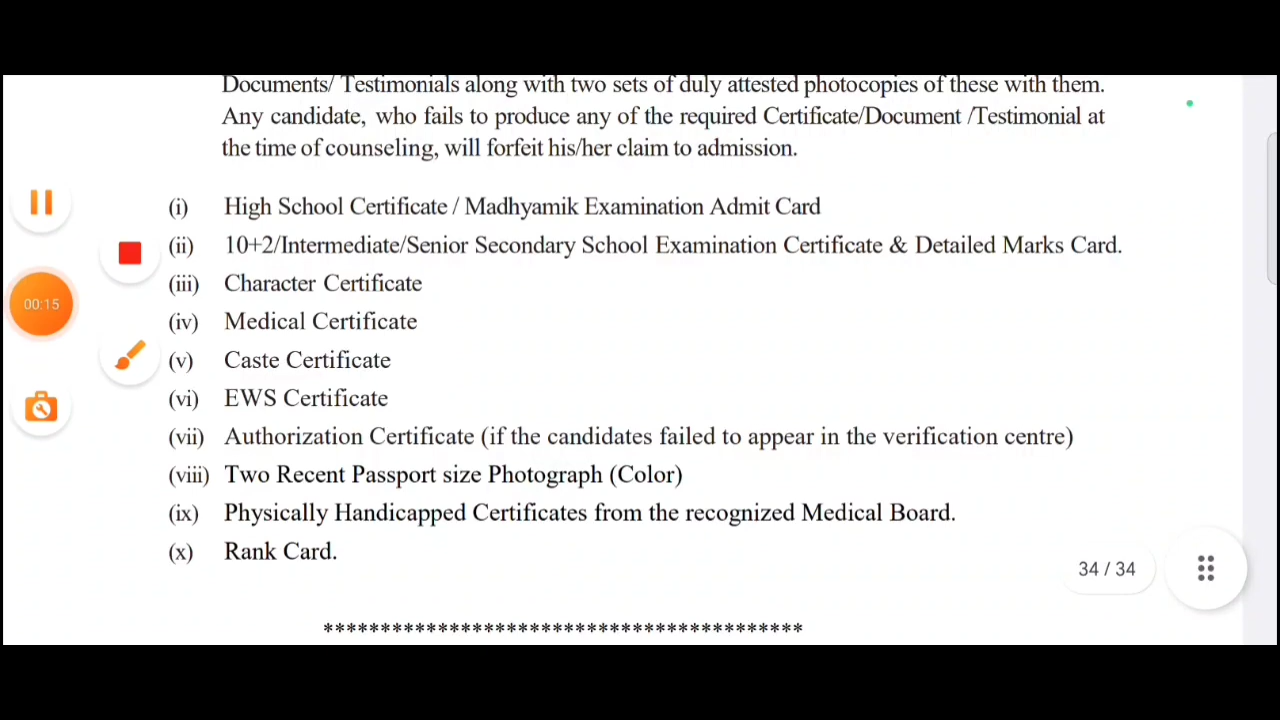 Documents/ Testimonials along with two sets of duly attested photocopies of these with them.
Any candidate, who fails to produce any of the required Certificate/Document /Testimonial at
the time of counseling, will forfeit his/her claim to admission.
(i) High School Certificate / Madhyamik Examination Admit Card
(ii) 10+2/Intermediate/Senior Secondary School Examination Certificate & Detailed Marks Card.
(iii) Character Certificate
00:15
(iv) Medical Certificate
(v) Caste Certificate
(vi) EWS Certificate
(vii) Authorization Certificate (if the candidates failed to appear in the verification centre)
(viii) Two Recent Passport size Photograph (Color)
(ix) Physically Handicapped Certificates from the recognized Medical Board.
(x) Rank Card.
34 / 34
******************************************